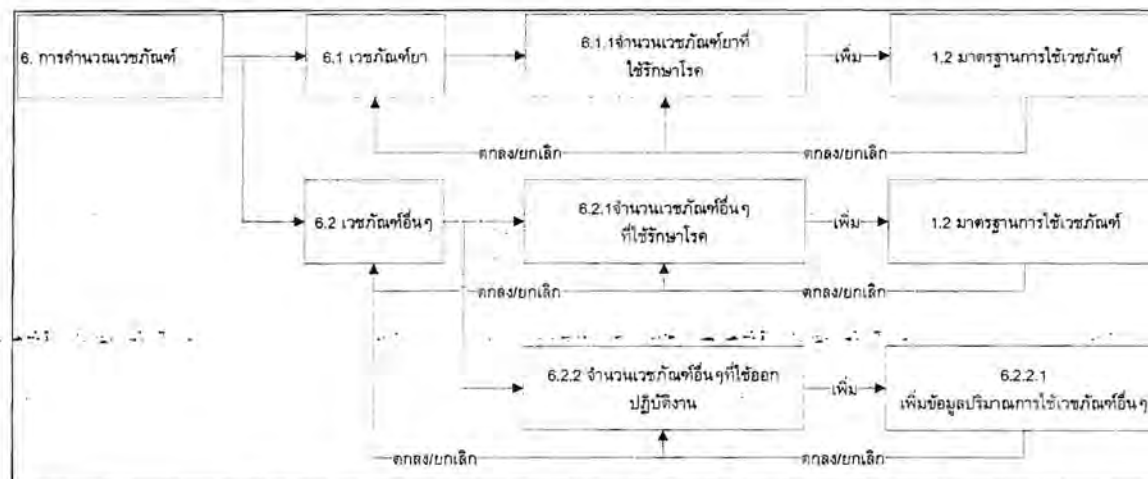 6. การคำนวณเวชภัณฑ์
6.1 เวชภัณฑ์ยา
6.1.1จำนวนเวชภัณฑ์ยาที่
ใช้รักษาโรค
เพิ่ม
1.2 มาตรฐานการใช้เวชภัณฑ์
ตกลง/ยกเลิก
ตกลง/ยกเลิก
6.2 เวชภัณฑ์อื่นๆ
6.2.1จำนวนเวชภัณฑ์อื่นๆ
ที่ใช้รักษาโรค
เพิ่ม
1.2 มาตรฐานการใช้เวชภัณฑ์
ตกลง/ยกเลิก
ตกลง/ยกเลิก
6.2.2 จำนวนเวชภัณฑ์อื่นๆที่ใช้ออก
ปฏิบัติงาน
เพิ่ม
6.2.2.1
เพิ่มข้อมูลปริมาณการใช้เวชภัณฑ์อื่นๆ
ตกลง/ยกเลิก
ตกลง/ยกเลิก